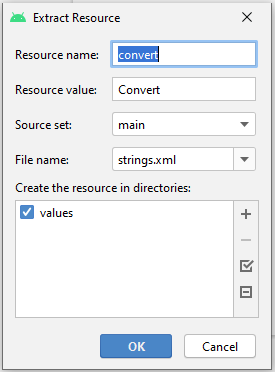 Extract Resource
Resource name: convert
Resource value: Convert
Source set: main
File name: strings.xml
Create the resource in directories:
values
OK Cancel